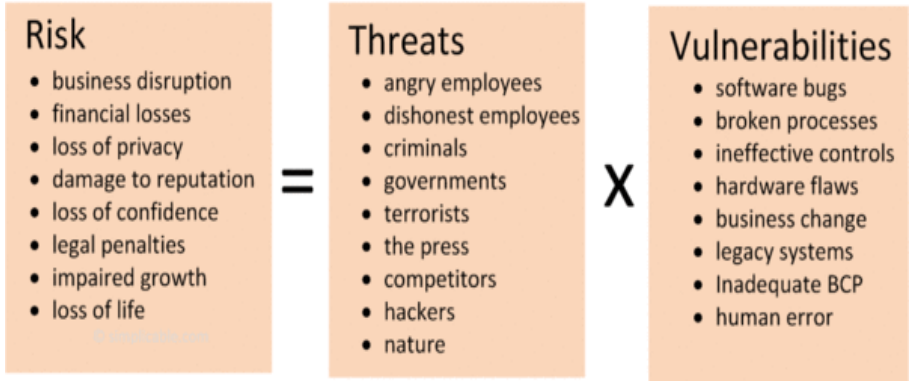 Risk
• business disruption
• financial losses
• loss of privacy
• damage to reputation
• loss of confidence
• legal penalties
• impaired growth
• loss of life
=
Threats
• angry employees
• dishonest employees
• criminals
• governments
• terrorists
• the press
• competitors
• hackers
• nature
X
Vulnerabilities
• software bugs
• broken processes
• ineffective controls
• hardware flaws
• business change
• legacy systems
• Inadequate BCP
• human error